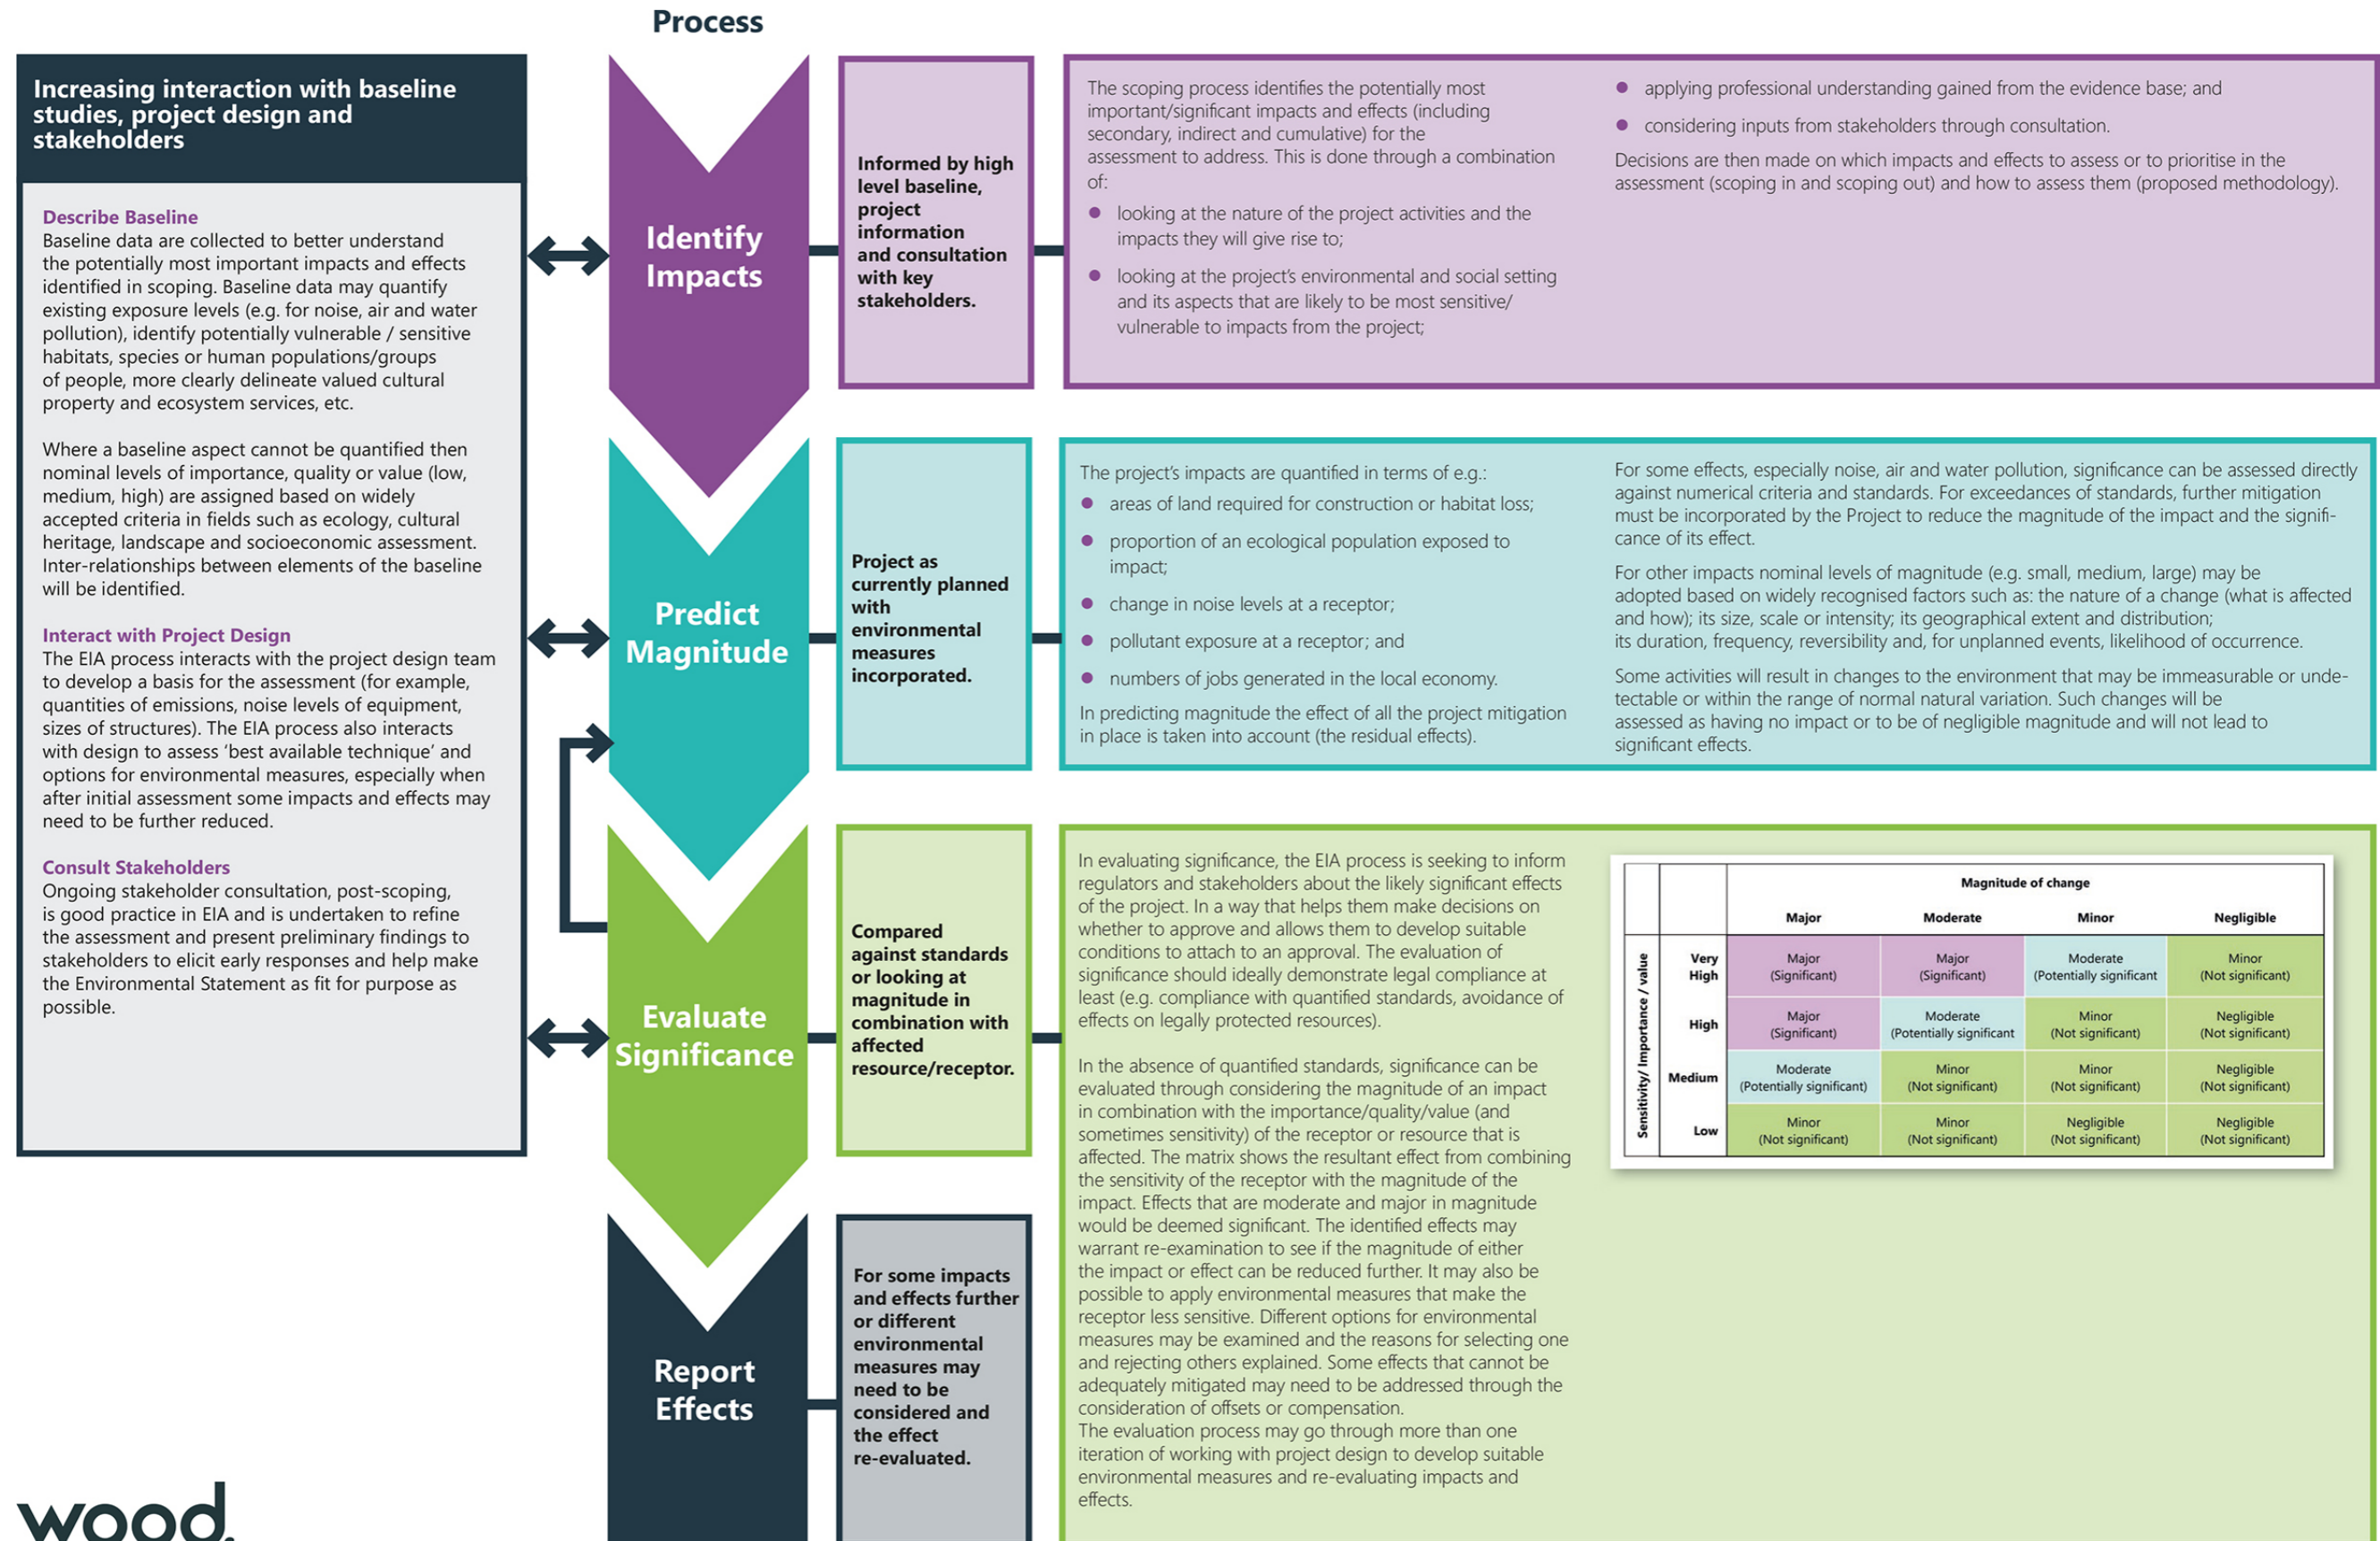 Process
Increasing interaction with baseline
studies, project design and
stakeholders
Describe Baseline
Baseline data are collected to better understand
the potentially most important impacts and effects
identified in scoping. Baseline data may quantify
existing exposure levels (e.g. for noise, air and water
pollution), identify potentially vulnerable / sensitive
habitats, species or human populations/groups
of people, more clearly delineate valued cultural
property and ecosystem services, etc.
Where a baseline aspect cannot be quantified then
nominal levels of importance, quality or value (low,
medium, high) are assigned based on widely
accepted criteria in fields such as ecology, cultural
heritage, landscape and socioeconomic assessment.
Inter-relationships between elements of the baseline
will be identified.
Interact with Project Design
The EIA process interacts with the project design team
to develop a basis for the assessment (for example,
quantities of emissions, noise levels of equipment,
sizes of structures). The EIA process also interacts
with design to assess ‘best available technique’ and
options for environmental measures, especially when
after initial assessment some impacts and effects may
need to be further reduced.
Consult Stakeholders
Ongoing stakeholder consultation, post-scoping,
is good practice in EIA and is undertaken to refine
the assessment and present preliminary findings to
stakeholders to elicit early responses and help make
the Environmental Statement as fit for purpose as
possible.
Identify
Impacts
Informed by high
level baseline,
project
information
and consultation
with key
stakeholders.
The scoping process identifies the potentially most
important/significant impacts and effects (including
secondary, indirect and cumulative) for the
assessment to address. This is done through a combination
of:
● looking at the nature of the project activities and the
impacts they will give rise to;
● looking at the project’s environmental and social setting
and its aspects that are likely to be most sensitive/
vulnerable to impacts from the project;
● applying professional understanding gained from the evidence base; and
● considering inputs from stakeholders through consultation.
Decisions are then made on which impacts and effects to assess or to prioritise in the
assessment (scoping in and scoping out) and how to assess them (proposed methodology).
Predict
Magnitude
Project as
currently planned
with
environmental
measures
incorporated.
The project’s impacts are quantified in terms of e.g.:
● areas of land required for construction or habitat loss;
● proportion of an ecological population exposed to
impact;
● change in noise levels at a receptor;
● pollutant exposure at a receptor; and
● numbers of jobs generated in the local economy.
In predicting magnitude the effect of all the project mitigation
in place is taken into account (the residual effects).
For some effects, especially noise, air and water pollution, significance can be assessed directly
against numerical criteria and standards. For exceedances of standards, further mitigation
must be incorporated by the Project to reduce the magnitude of the impact and the signifi-
cance of its effect.
For other impacts nominal levels of magnitude (e.g. small, medium, large) may be
adopted based on widely recognised factors such as: the nature of a change (what is affected
and how); its size, scale or intensity; its geographical extent and distribution;
its duration, frequency, reversibility and, for unplanned events, likelihood of occurrence.
Some activities will result in changes to the environment that may be immeasurable or unde-
tectable or within the range of normal natural variation. Such changes will be
assessed as having no impact or to be of negligible magnitude and will not lead to
significant effects.
Evaluate
Significance
Compared
against standards
or looking at
magnitude in
combination with
affected
resource/receptor.
In evaluating significance, the EIA process is seeking to inform
regulators and stakeholders about the likely significant effects
of the project. In a way that helps them make decisions on
whether to approve and allows them to develop suitable
conditions to attach to an approval. The evaluation of
significance should ideally demonstrate legal compliance at
least (e.g. compliance with quantified standards, avoidance of
effects on legally protected resources).
In the absence of quantified standards, significance can be
evaluated through considering the magnitude of an impact
in combination with the importance/quality/value (and
sometimes sensitivity) of the receptor or resource that is
affected. The matrix shows the resultant effect from combining
the sensitivity of the receptor with the magnitude of the
impact. Effects that are moderate and major in magnitude
would be deemed significant. The identified effects may
warrant re-examination to see if the magnitude of either
the impact or effect can be reduced further. It may also be
possible to apply environmental measures that make the
receptor less sensitive. Different options for environmental
measures may be examined and the reasons for selecting one
and rejecting others explained. Some effects that cannot be
adequately mitigated may need to be addressed through the
consideration of offsets or compensation.
The evaluation process may go through more than one
iteration of working with project design to develop suitable
environmental measures and re-evaluating impacts and
effects.
Magnitude of change
Major Moderate Minor Negligible
Sensitivity/ Importance / value
Very Major Major Moderate Minor
High (Significant) (Significant) (Potentially significant (Not significant)
High
Major Moderate Minor Negligible
(Significant) (Potentially significant (Not significant) (Not significant)
Medium
Moderate Minor Minor Negligible
(Potentially significant) (Not significant) (Not significant) (Not significant)
Low
Minor Minor Negligible Negligible
(Not significant) (Not significant) (Not significant) (Not significant)
Report
Effects
For some impacts
and effects further
or different
environmental
measures may
need to be
considered and
the effect
re-evaluated.
wood.